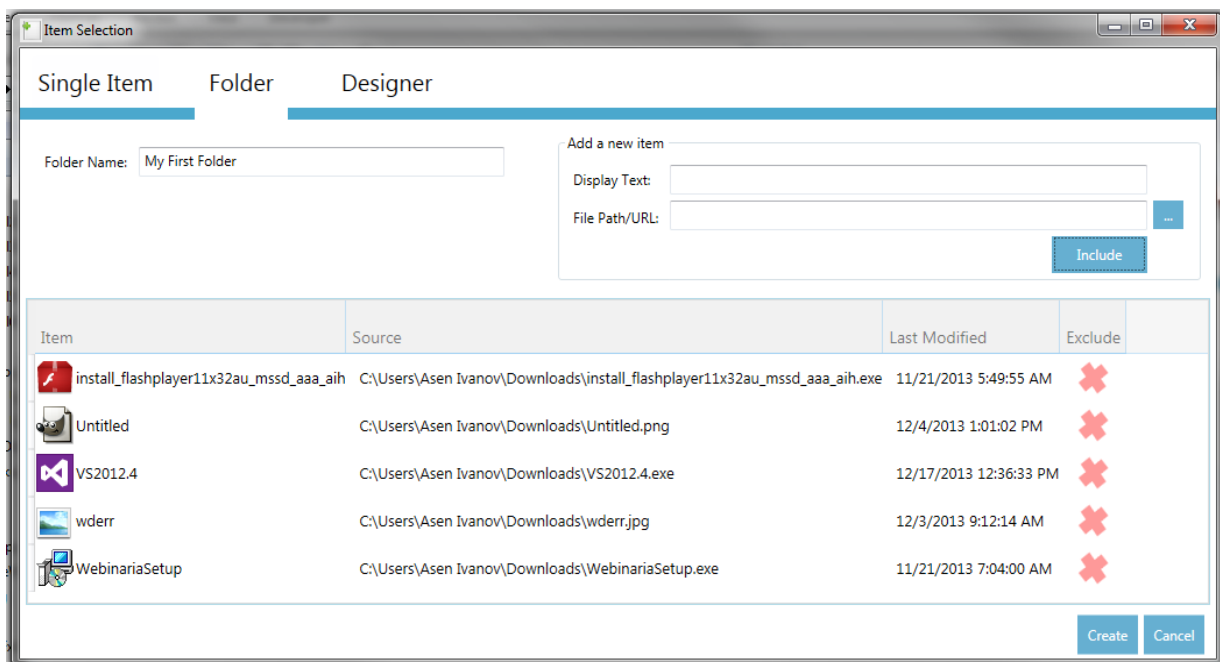 Item Selection
Single Item Folder Designer
Add a new item
Folder Name: My First Folder
Display Text:
File Path/URL: ...
Include
Item Source Last Modified Exclude
install_flashplayer11x32au_mssd_aaa_aih C:\Users\Asen Ivanov\Downloads\install_flashplayer11x32au_mssd_aaa_aih.exe 11/21/2013 5:49:55 AM
Untitled C:\Users\Asen Ivanov\Downloads\Untitled.png 12/4/2013 1:01:02 PM
VS2012.4 C:\Users\Asen Ivanov\Downloads\VS2012.4.exe 12/17/2013 12:36:33 PM
wderr C:\Users\Asen Ivanov\Downloads\wderr.jpg 12/3/2013 9:12:14 AM
WebinariaSetup C:\Users\Asen Ivanov\Downloads\WebinariaSetup.exe 11/21/2013 7:04:00 AM
Create Cancel